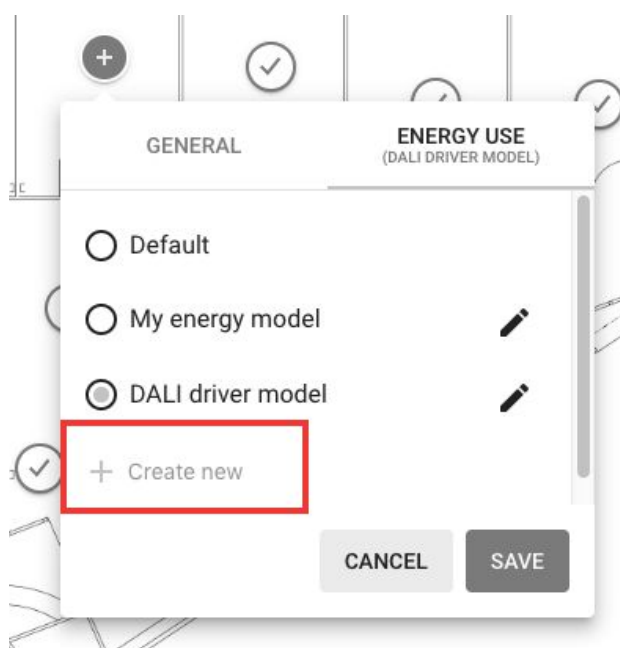 GENERAL
ENERGY USE
(DALI DRIVER MODEL)
Default
My energy model
DALI driver model
+ Create new
CANCEL
SAVE